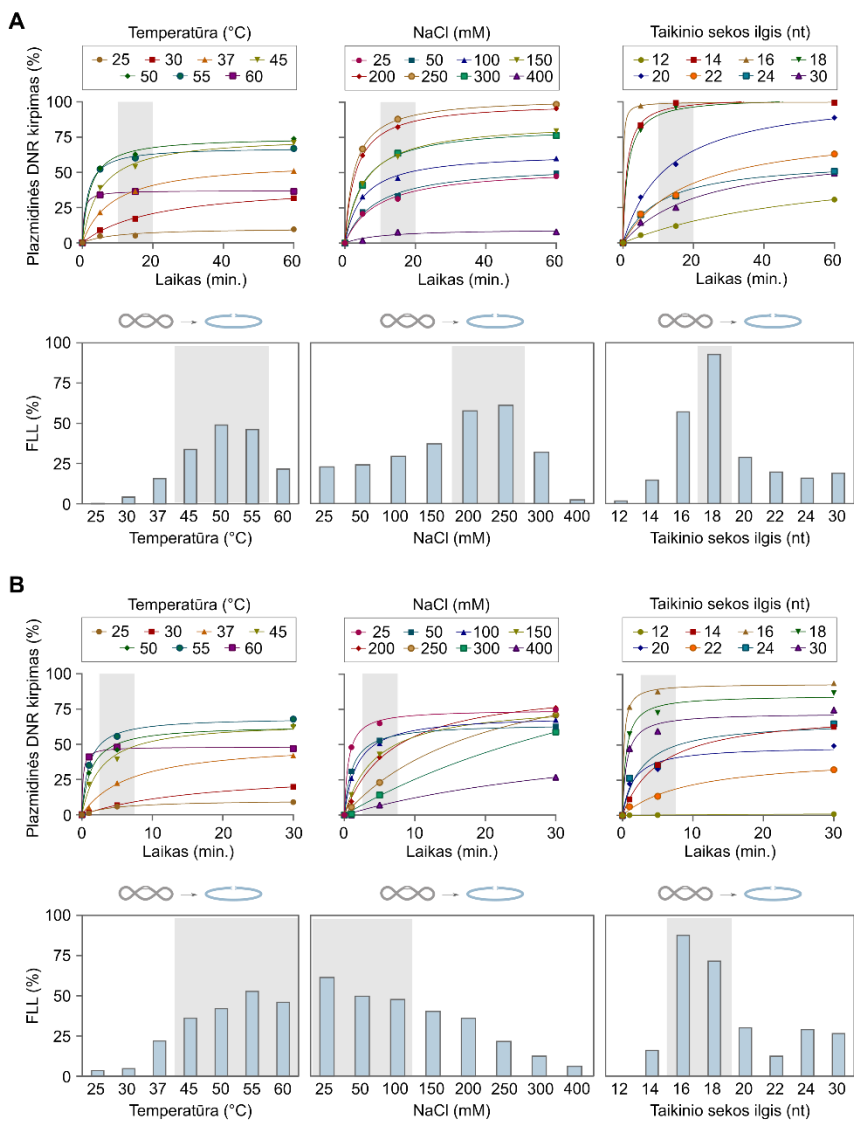 A
Temperatūra (°C)
25 30 37 45
50 55 60
NaCl (mM)
25 50 100 150
200 250 300 400
Taikinio sekos ilgis (nt)
12 14 16 18
20 22 24 30
Plazmidinės DNR kirpimas (%)
100
75
50
25
0
0 20 40 60
Laikas (min.)
0 20 40 60
Laikas (min.)
0 20 40 60
Laikas (min.)
FLL (%)
100
75
50
25
0
25 30 37 45 50 55 60
Temperatūra (°C)
25 50 100 150 200 250 300 400
NaCl (mM)
12 14 16 18 20 22 24 30
Taikinio sekos ilgis (nt)
B
Temperatūra (°C)
25 30 37 45
50 55 60
NaCl (mM)
25 50 100 150
200 250 300 400
Taikinio sekos ilgis (nt)
12 14 16 18
20 22 24 30
Plazmidinės DNR kirpimas (%)
100
75
50
25
0
0 10 20 30
Laikas (min.)
0 10 20 30
Laikas (min.)
0 10 20 30
Laikas (min.)
FLL (%)
100
75
50
25
0
25 30 37 45 50 55 60
Temperatūra (°C)
25 50 100 150 200 250 300 400
NaCl (mM)
12 14 16 18 20 22 24 30
Taikinio sekos ilgis (nt)